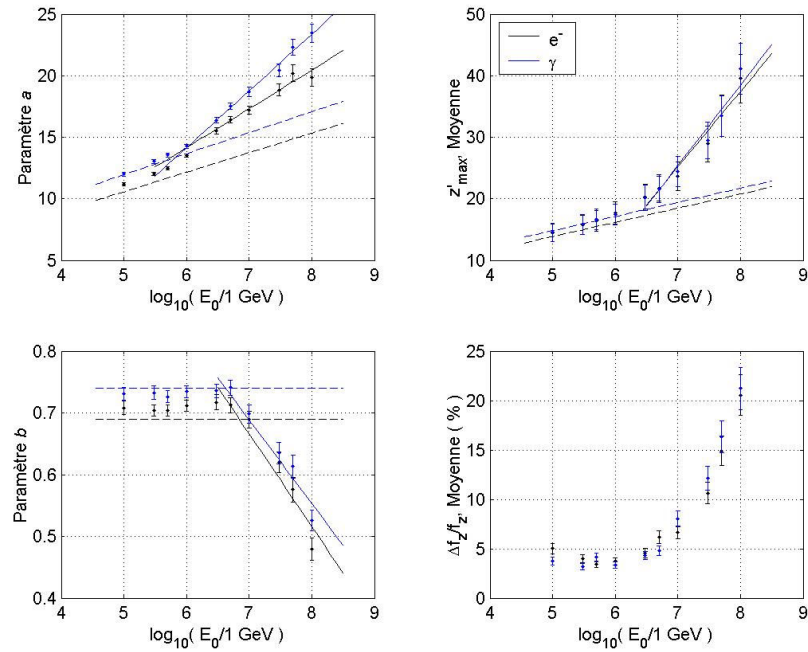 Paramètre a
25
20
15
10
5
4 5 6 7 8 9
log10( E0/1 GeV )
z'max, Moyenne
50
40
30
20
10
e-
γ
4 5 6 7 8 9
log10( E0/1 GeV )
Paramètre b
0.8
0.7
0.6
0.5
0.4
4 5 6 7 8 9
log10( E0/1 GeV )
Δfz/fz, Moyenne ( % )
25
20
15
10
5
0
4 5 6 7 8 9
log10( E0/1 GeV )